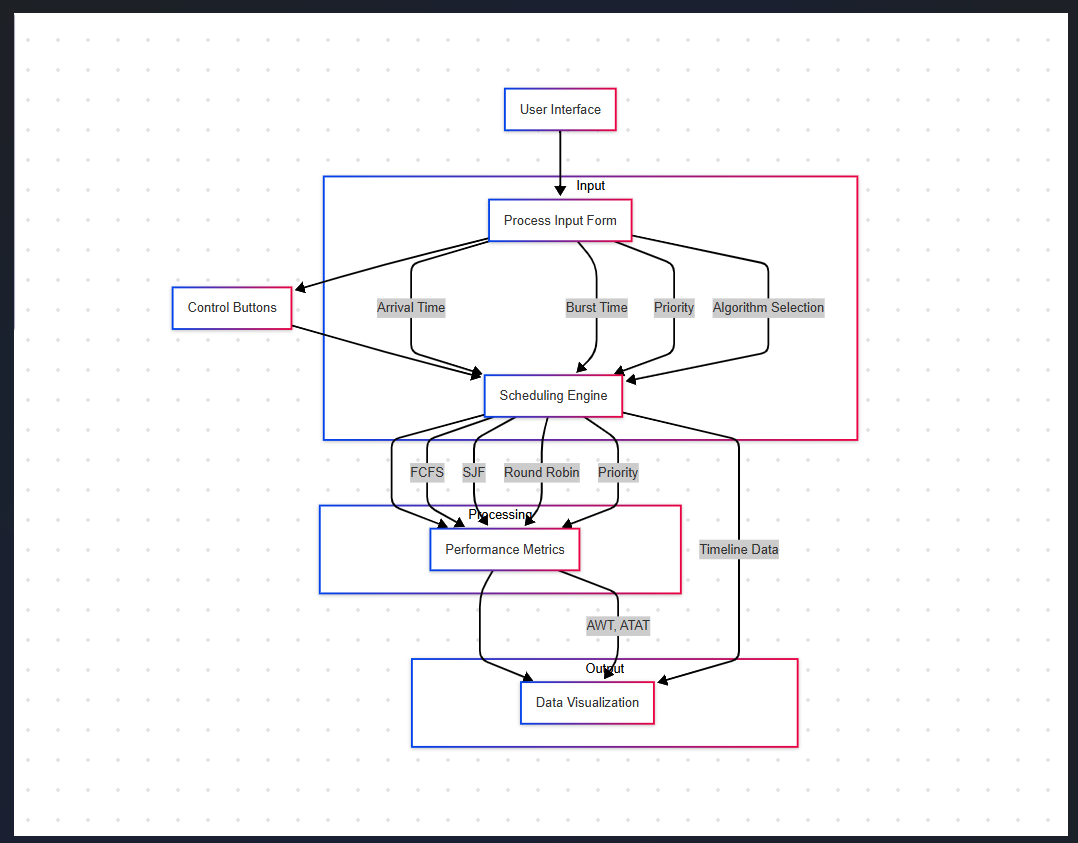 User Interface
Input
Process Input Form
Control Buttons
Arrival Time
Burst Time
Priority
Algorithm Selection
Scheduling Engine
FCFS
SJF
Round Robin
Priority
Processing
Performance Metrics
Timeline Data
AWT, ATAT
Output
Data Visualization